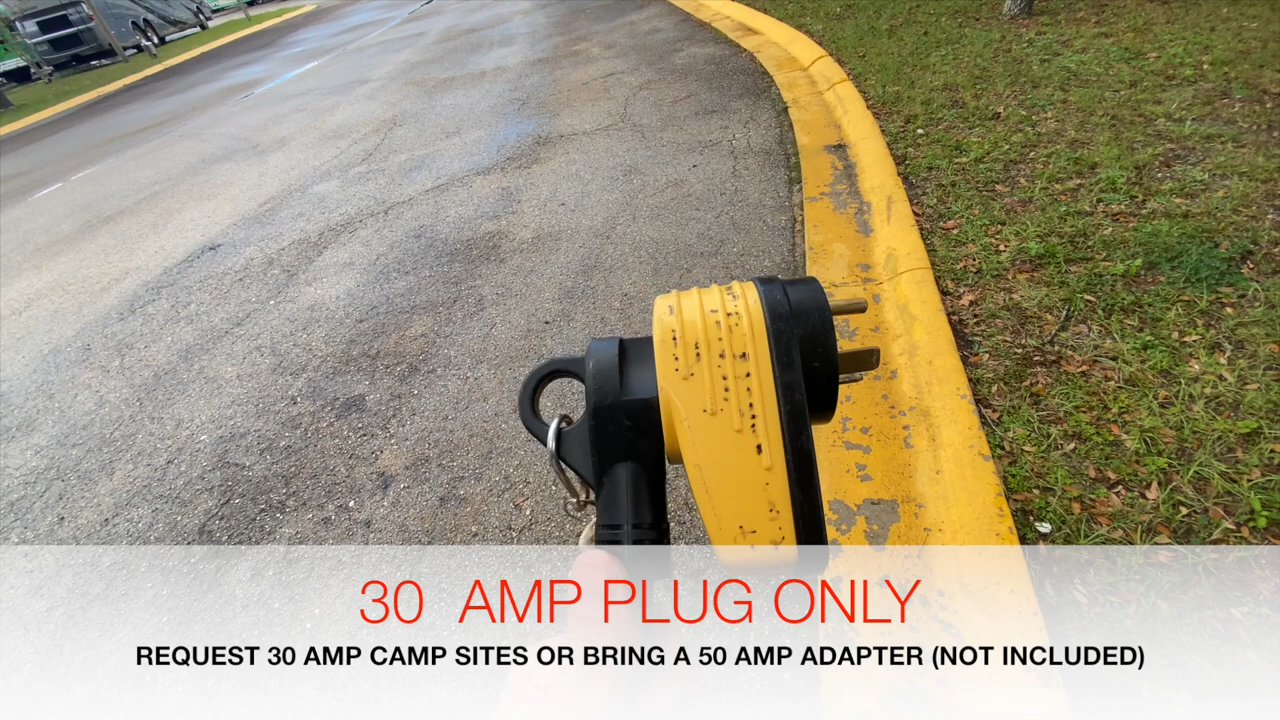 30 AMP PLUG ONLY
REQUEST 30 AMP CAMP SITES OR BRING A 50 AMP ADAPTER (NOT INCLUDED)